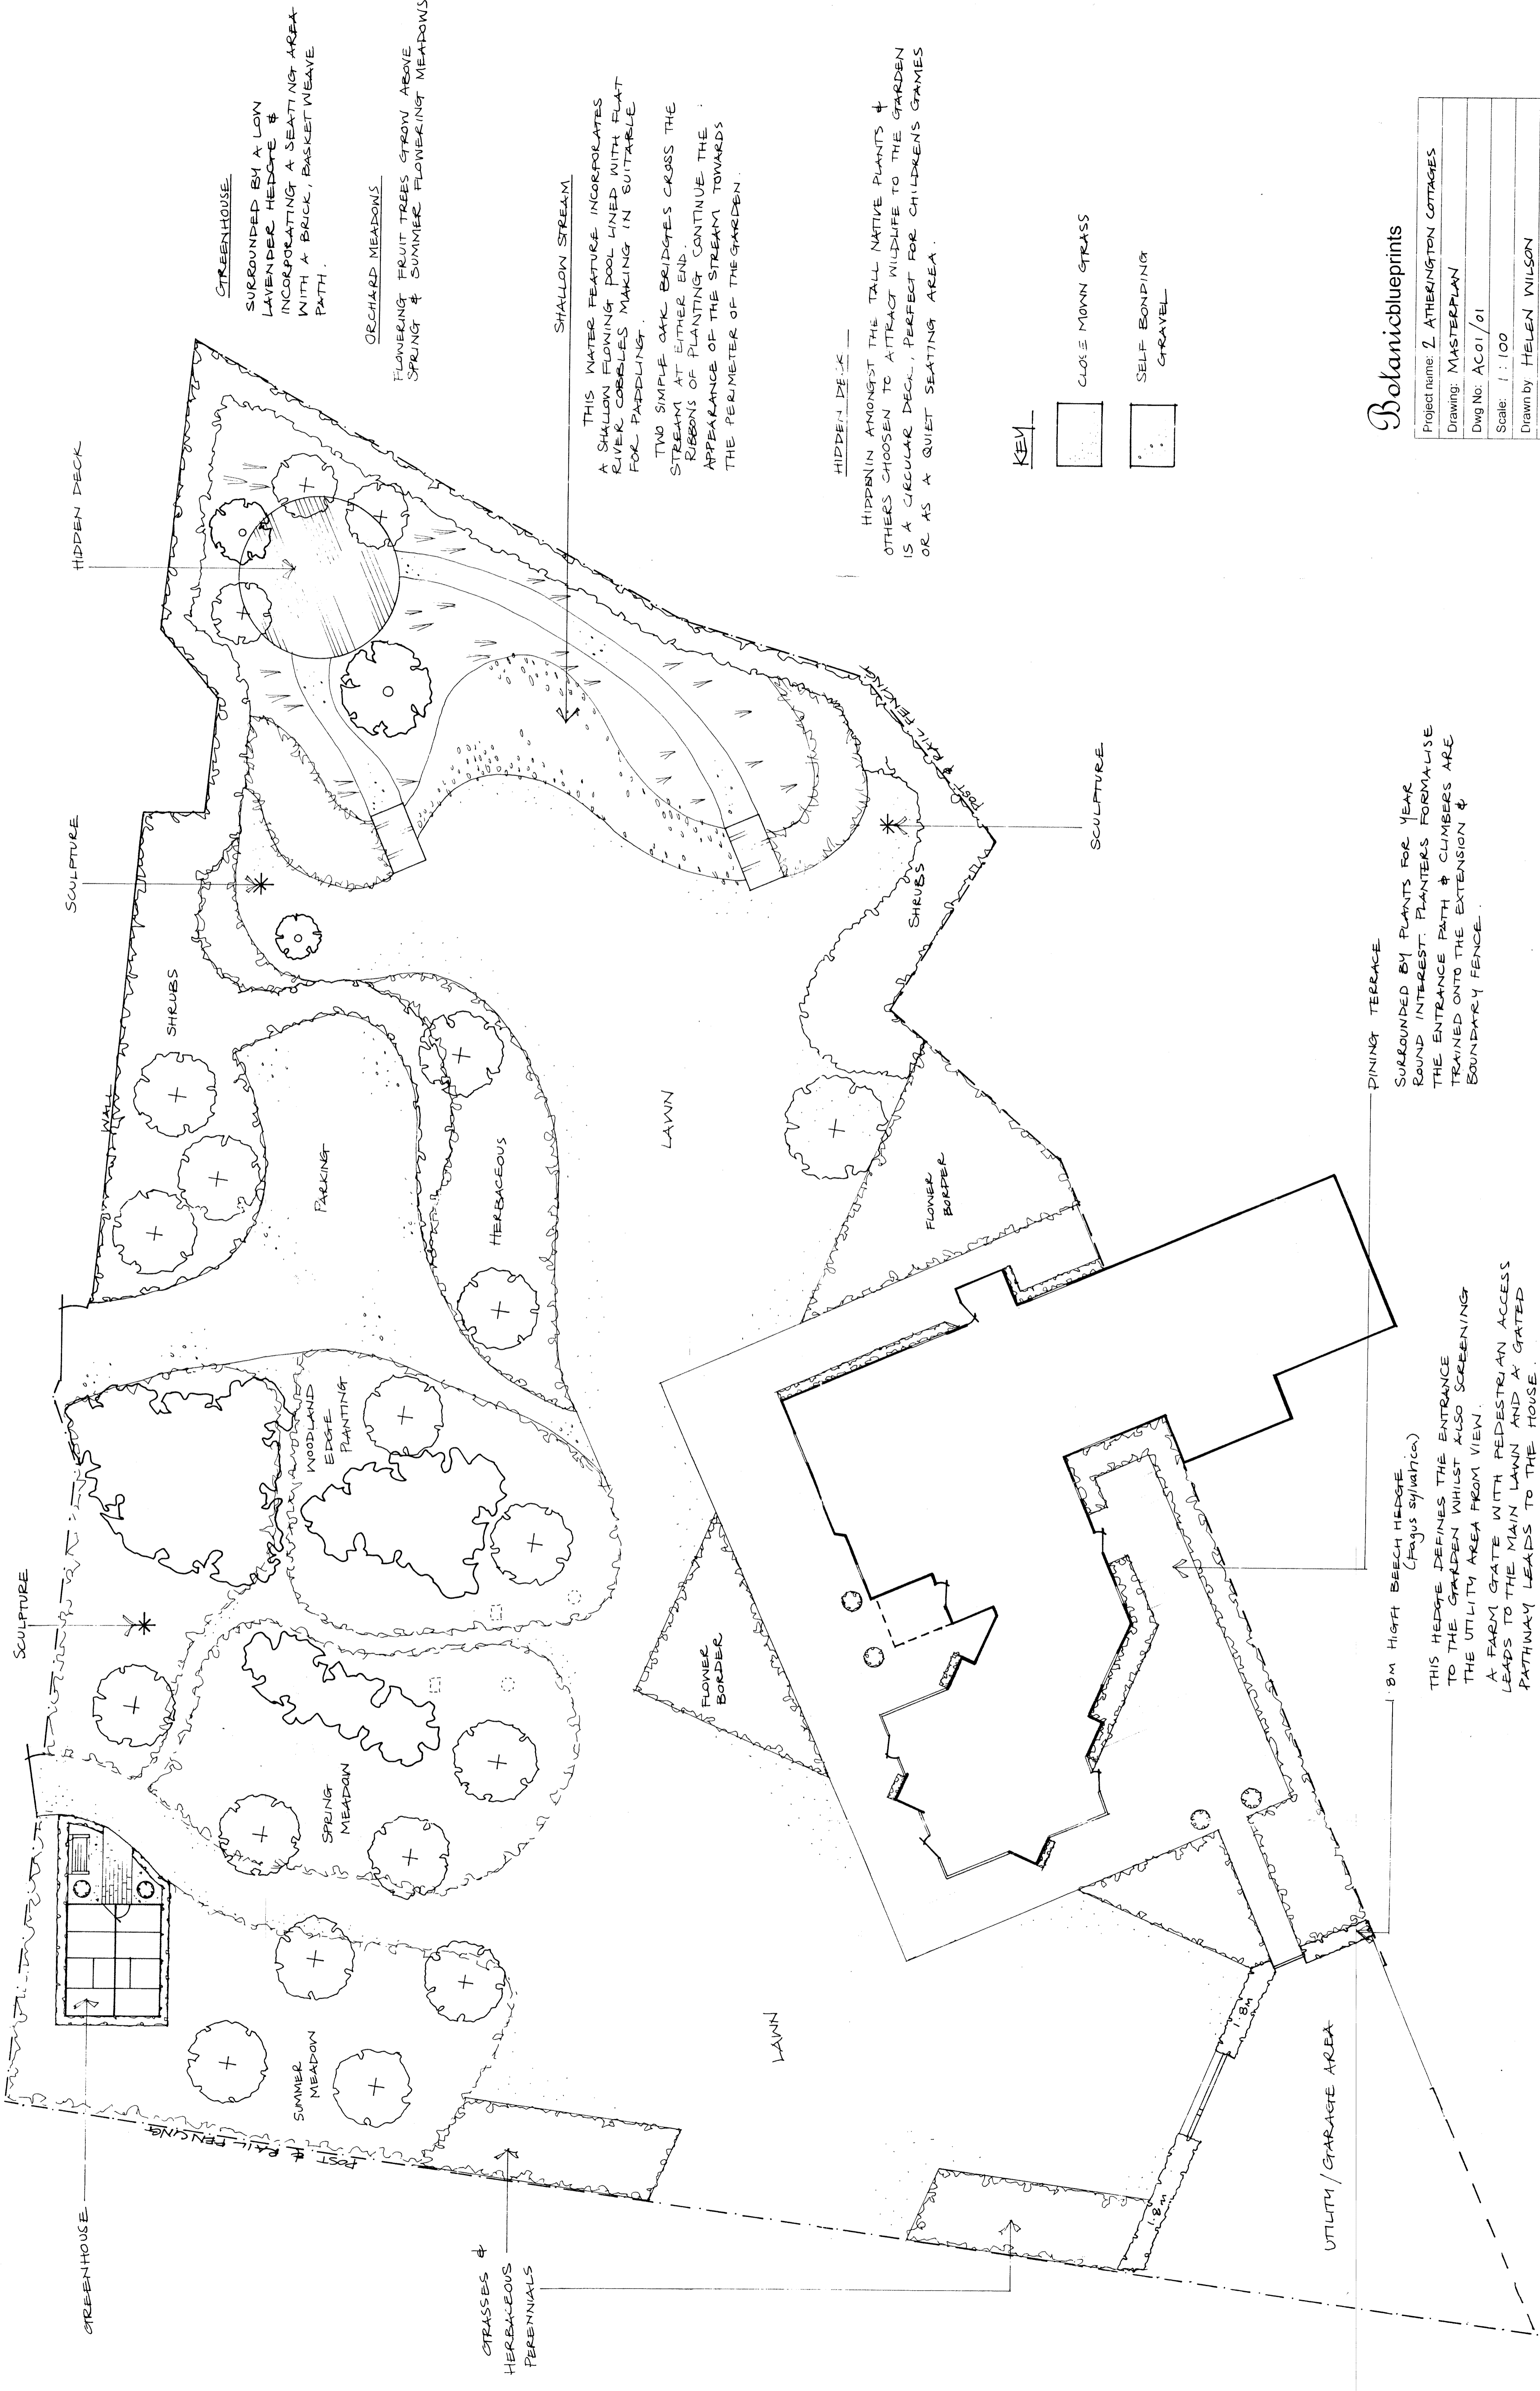 GREENHOUSE
SURROUNDED BY A LOW
LAVENDER HEDGE &
INCORPORATING A SEATING AREA
WITH A BRICK, BASKETWEAVE
PATH.
ORCHARD MEADOWS
FLOWERING FRUIT TREES GROW ABOVE
SPRING & SUMMER FLOWERING MEADOWS
SHALLOW STREAM
THIS WATER FEATURE INCORPORATES
A SHALLOW FLOWING POOL LINED WITH FLAT
RIVER COBBLES MAKING IN SUITABLE
FOR PADDLING.
TWO SIMPLE OAK BRIDGES CROSS THE
STREAM AT EITHER END.
RIBBONS OF PLANTING CONTINUE THE
APPEARANCE OF THE STREAM TOWARDS
THE PERIMETER OF THE GARDEN.
HIDDEN DECK
HIDDEN IN AMONGST THE TALL NATIVE PLANTS &
OTHERS CHOSEN TO ATTRACT WILDLIFE TO THE GARDEN
IS A CIRCULAR DECK, PERFECT FOR CHILDRENS GAMES
OR AS A QUIET SEATING AREA.
KEY
CLOSE MOWN GRASS
SELF BONDING
GRAVEL
Botanicblueprints
Project name: 2 ATHERINGTON COTTAGES
Drawing: MASTERPLAN
Dwg No: AC01/01
Scale: 1:100
Drawn by HELEN WILSON
HIDDEN DECK
SCULPTURE
SHRUBS
WALL
PARKING
HERBACEOUS
LAWN
POST & RAIL FENCING
SHRUBS
SCULPTURE
FLOWER
BORDER
DINING TERRACE
SURROUNDED BY PLANTS FOR YEAR
ROUND INTEREST. PLANTERS FORMALISE
THE ENTRANCE PATH & CLIMBERS ARE
TRAINED ONTO THE EXTENSION &
BOUNDARY FENCE.
SCULPTURE
WOODLAND
EDGE
PLANTING
SPRING
MEADOW
FLOWER
BORDER
1.8M HIGH BEECH HEDGE
(Fagus sylvatica)
THIS HEDGE DEFINES THE ENTRANCE
TO THE GARDEN WHILST ALSO SCREENING
THE UTILITY AREA FROM VIEW.
A FARM GATE WITH PEDESTRIAN ACCESS
LEADS TO THE MAIN LAWN AND A GATED
PATHWAY LEADS TO THE HOUSE.
SUMMER
MEADOW
LAWN
1.8M
1.8M
UTILITY/GARAGE AREA
POST & RAIL FENCING
GREENHOUSE
GRASSES &
HERBACEOUS
PERENNIALS